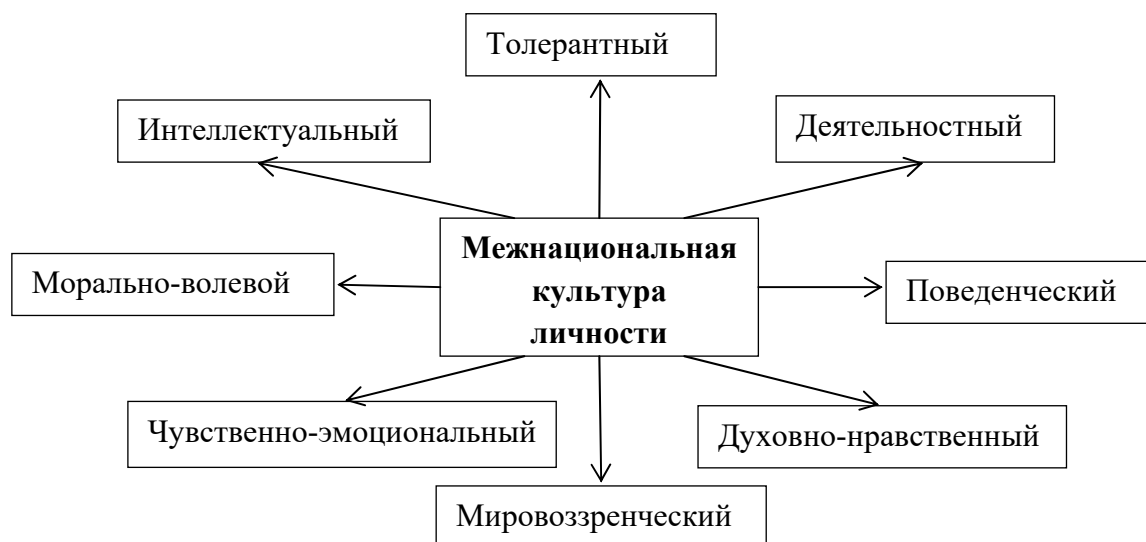 Толерантный
Интеллектуальный
Деятельностный
Межнациональная
культура
личности
Морально-волевой
Поведенческий
Чувственно-эмоциональный
Духовно-нравственный
Мировоззренческий